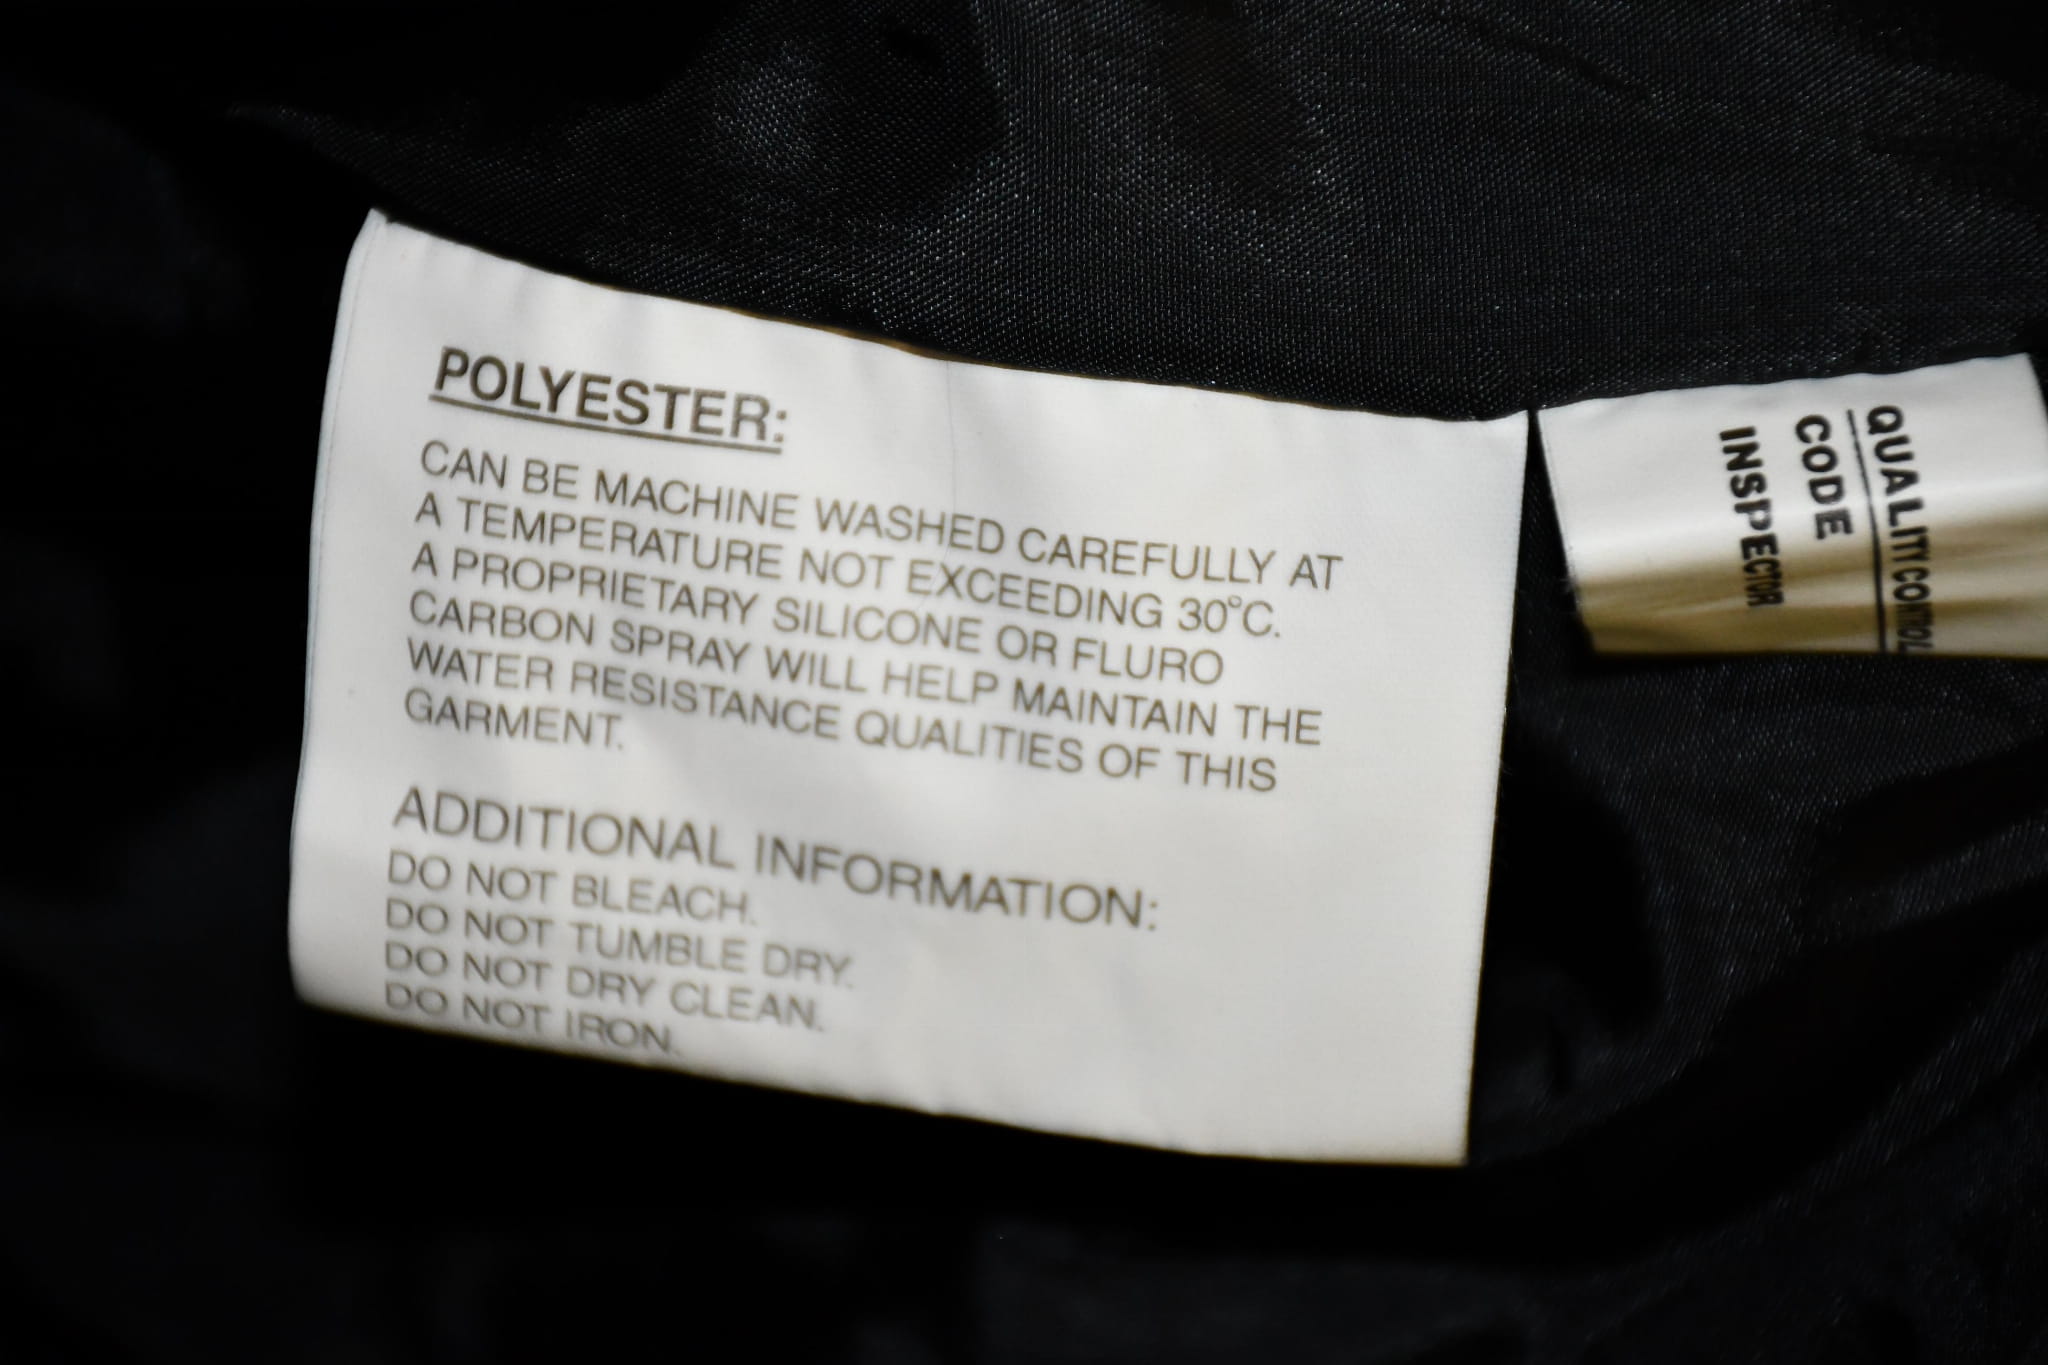 POLYESTER:
CAN BE MACHINE WASHED CAREFULLY AT
A TEMPERATURE NOT EXCEEDING 30°C.
A PROPRIETARY SILICONE OR FLURO
CARBON SPRAY WILL HELP MAINTAIN THE
WATER RESISTANCE QUALITIES OF THIS
GARMENT.
ADDITIONAL INFORMATION:
DO NOT BLEACH.
DO NOT TUMBLE DRY.
DO NOT DRY CLEAN.
DO NOT IRON.
QUALITY CONTROL
CODE
INSPECTOR